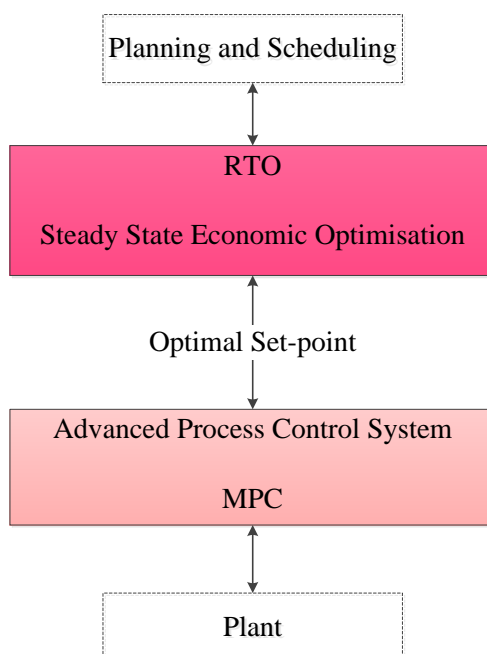 Planning and Scheduling
RTO
Steady State Economic Optimisation
Optimal Set-point
Advanced Process Control System
MPC
Plant